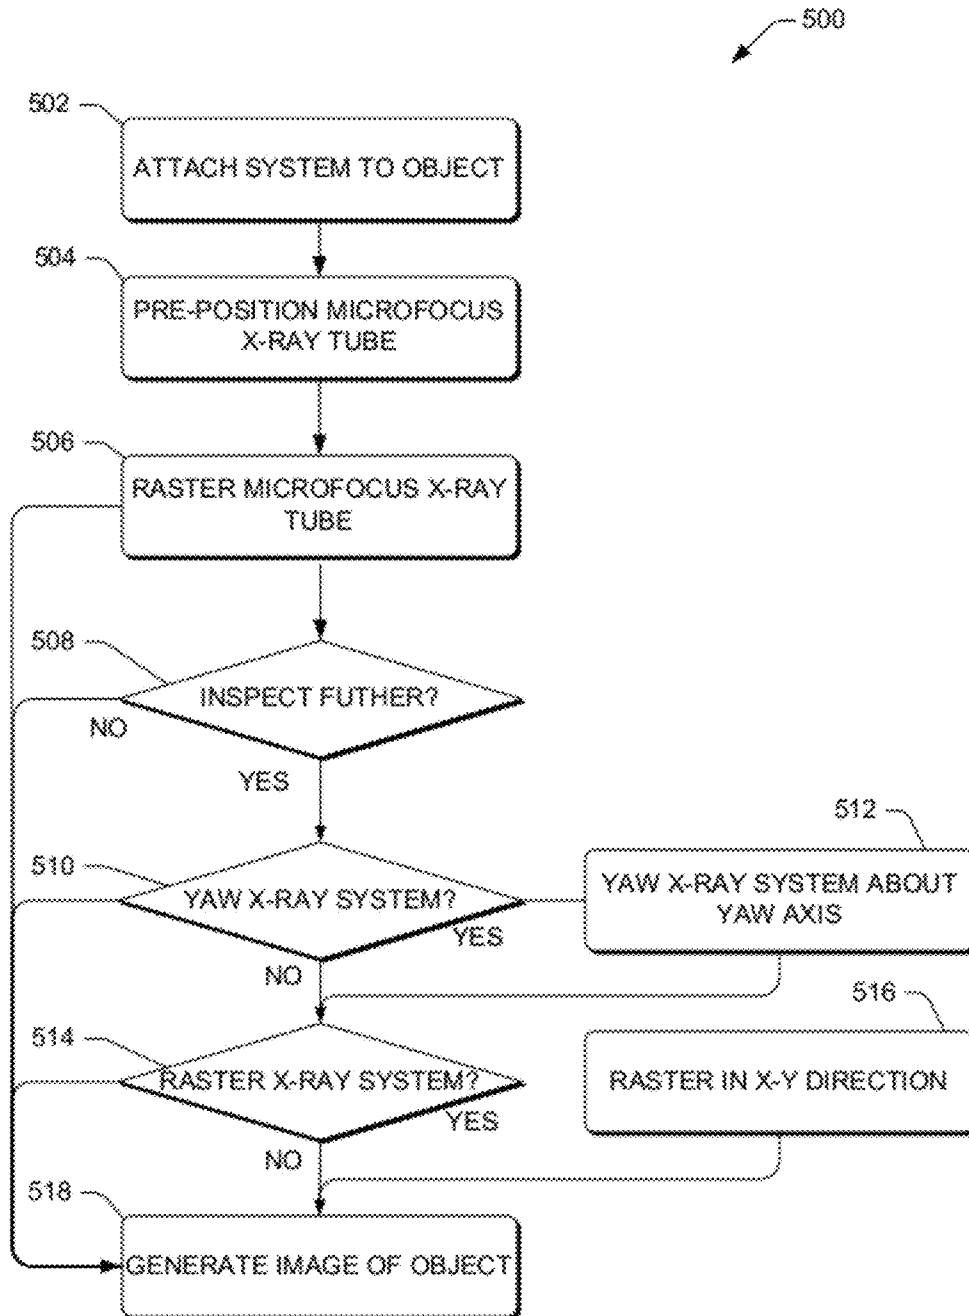 500
502
ATTACH SYSTEM TO OBJECT
504
PRE-POSITION MICROFOCUS
X-RAY TUBE
506
RASTER MICROFOCUS X-RAY
TUBE
508
INSPECT FUTHER?
NO
YES
510
YAW X-RAY SYSTEM?
YES
NO
512
YAW X-RAY SYSTEM ABOUT
YAW AXIS
514
RASTER X-RAY SYSTEM?
YES
NO
516
RASTER IN X-Y DIRECTION
518
GENERATE IMAGE OF OBJECT